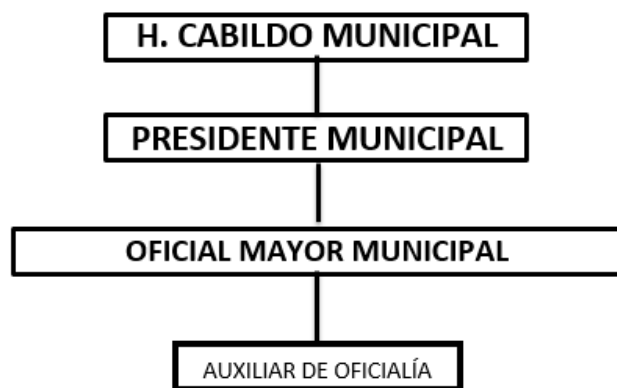 H. CABILDO MUNICIPAL
PRESIDENTE MUNICIPAL
OFICIAL MAYOR MUNICIPAL
AUXILIAR DE OFICIALÍA